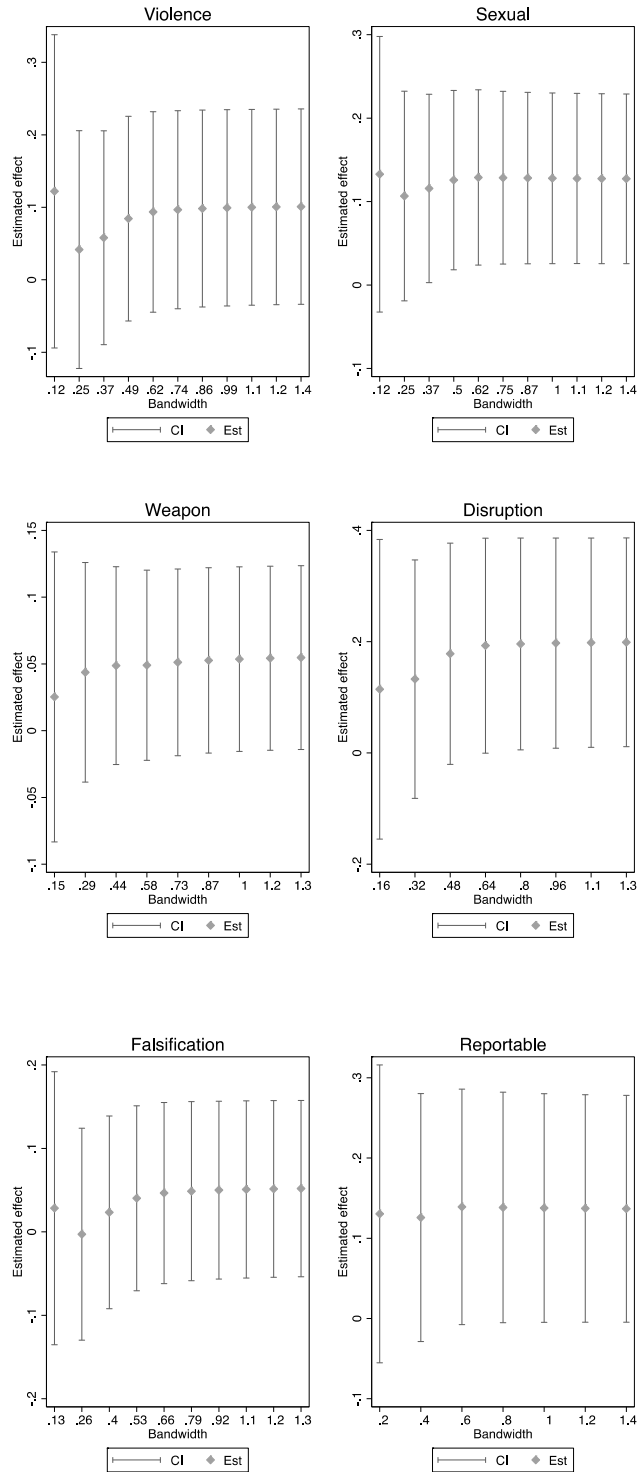 Violence
Estimated effect
.3
.2
.1
0
-.1
.12 .25 .37 .49 .62 .74 .86 .99 1.1 1.2 1.4
Bandwidth
CI Est
Sexual
Estimated effect
.3
.2
.1
0
-.1
.12 .25 .37 .5 .62 .75 .87 1 1.1 1.2 1.4
Bandwidth
CI Est
Weapon
Estimated effect
.15
.1
.05
0
-.05
-.1
.15 .29 .44 .58 .73 .87 1 1.2 1.3
Bandwidth
CI Est
Disruption
Estimated effect
.4
.2
0
-.2
.16 .32 .48 .64 .8 .96 1.1 1.3
Bandwidth
CI Est
Falsification
Estimated effect
.2
.1
0
-.1
-.2
.13 .26 .4 .53 .66 .79 .92 1.1 1.2 1.3
Bandwidth
CI Est
Reportable
Estimated effect
.3
.2
.1
0
-.1
.2 .4 .6 .8 1 1.2 1.4
Bandwidth
CI Est